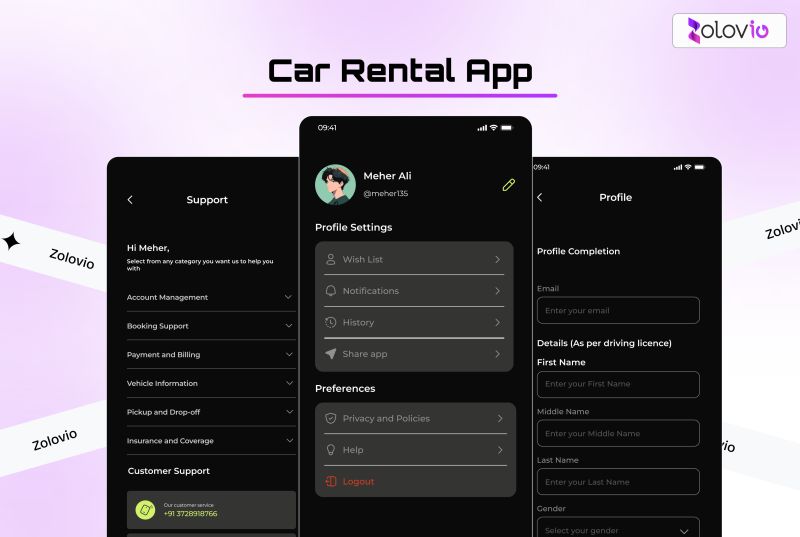 Zolovio
Car Rental App
Zolovio
Zolovio
Support
Hi Meher,
Select from any category you want us to help you
with
Account Management
Booking Support
Payment and Billing
Vehicle Information
Pickup and Drop-off
Insurance and Coverage
Customer Support
Our customer service
+91 3728918766
09:41
Meher Ali
@meher135
Profile Settings
Wish List
Notifications
History
Share app
Preferences
Privacy and Policies
Help
Logout
09:41
Profile
Profile Completion
Email
Enter your email
Details (As per driving licence)
First Name
Enter your First Name
Middle Name
Enter your Middle Name
Last Name
Enter your Last Name
Gender
Select your gender